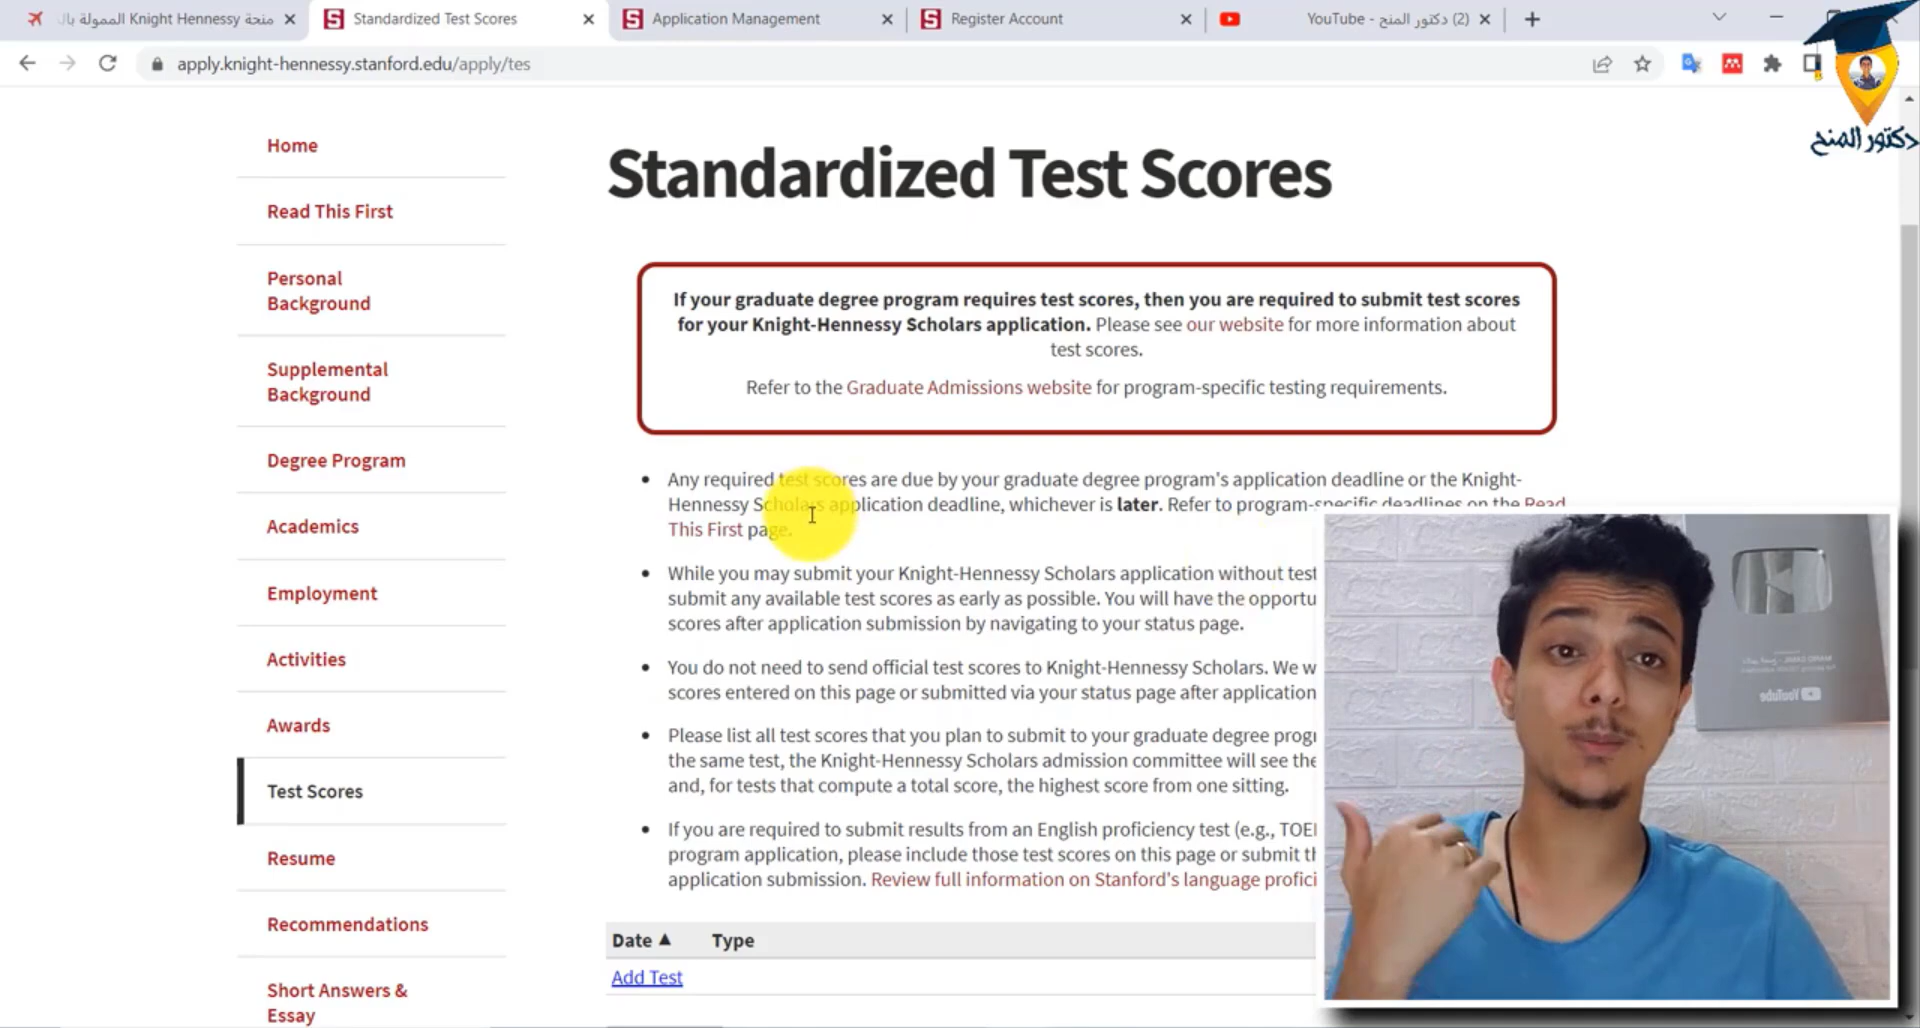 منحة Knight Hennessy الممولة بال
Standardized Test Scores
Application Management
Register Account
(2) دكتور المنح - YouTube
apply.knight-hennessy.stanford.edu/apply/tes
دكتور المنح
Home
Read This First
Personal
Background
Supplemental
Background
Degree Program
Academics
Employment
Activities
Awards
Test Scores
Resume
Recommendations
Short Answers &
Essay
Standardized Test Scores
If your graduate degree program requires test scores, then you are required to submit test scores
for your Knight-Hennessy Scholars application. Please see our website for more information about
test scores.
Refer to the Graduate Admissions website for program-specific testing requirements.
Any required test scores are due by your graduate degree program's application deadline or the Knight-
Hennessy Scholars application deadline, whichever is later. Refer to program-specific deadlines on the Read
This First page.
While you may submit your Knight-Hennessy Scholars application without test
submit any available test scores as early as possible. You will have the opportu
scores after application submission by navigating to your status page.
You do not need to send official test scores to Knight-Hennessy Scholars. We w
scores entered on this page or submitted via your status page after application
Please list all test scores that you plan to submit to your graduate degree progr
the same test, the Knight-Hennessy Scholars admission committee will see the
and, for tests that compute a total score, the highest score from one sitting.
If you are required to submit results from an English proficiency test (e.g., TOEF
program application, please include those test scores on this page or submit th
application submission. Review full information on Stanford's language profici
Date ▲ Type
Add Test
YouTube